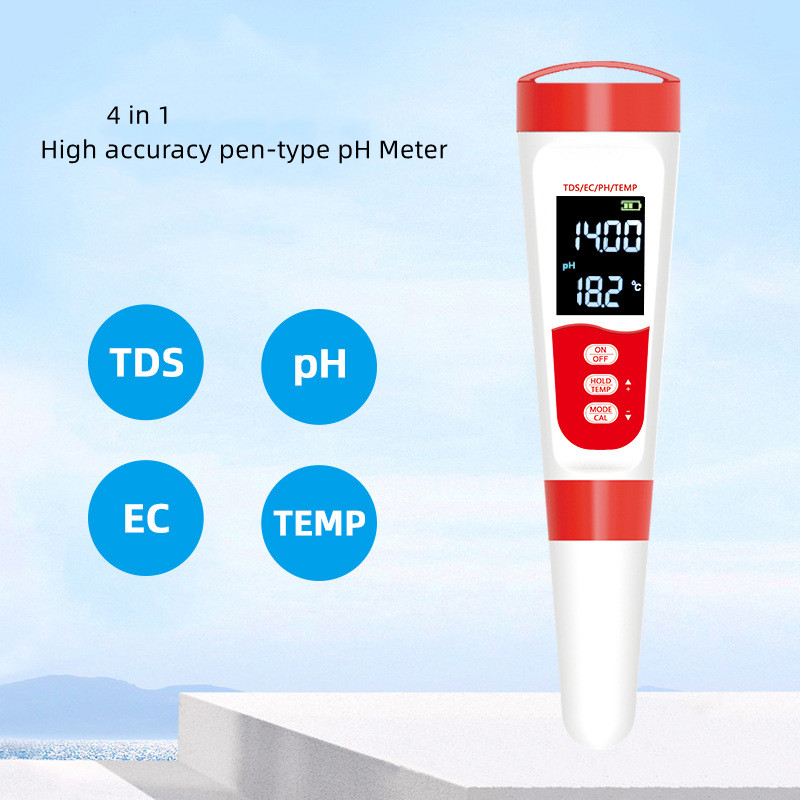 4 in 1
High accuracy pen-type pH Meter
TDS
pH
EC
TEMP
TDS/EC/PH/TEMP
14.00
pH
18.2 ℃
ON
OFF
HOLD
TEMP
▲
+
MODE
CAL
−
▼